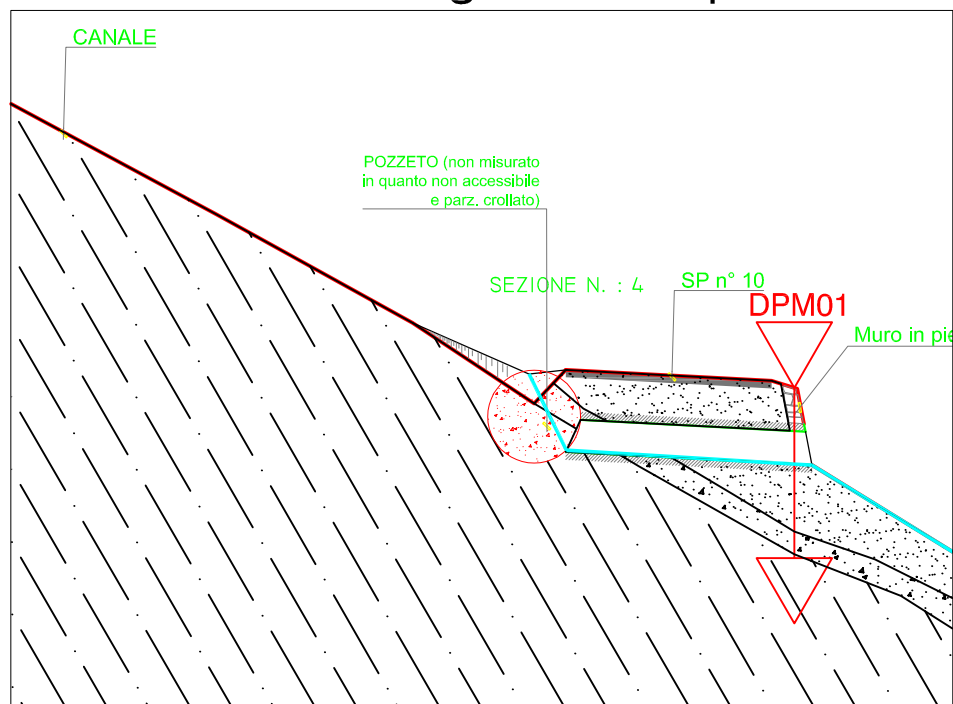 CANALE
POZZETO (non misurato
in quanto non accessibile
e parz. crollato)
SEZIONE N. : 4
SP n° 10
DPM01
Muro in pie